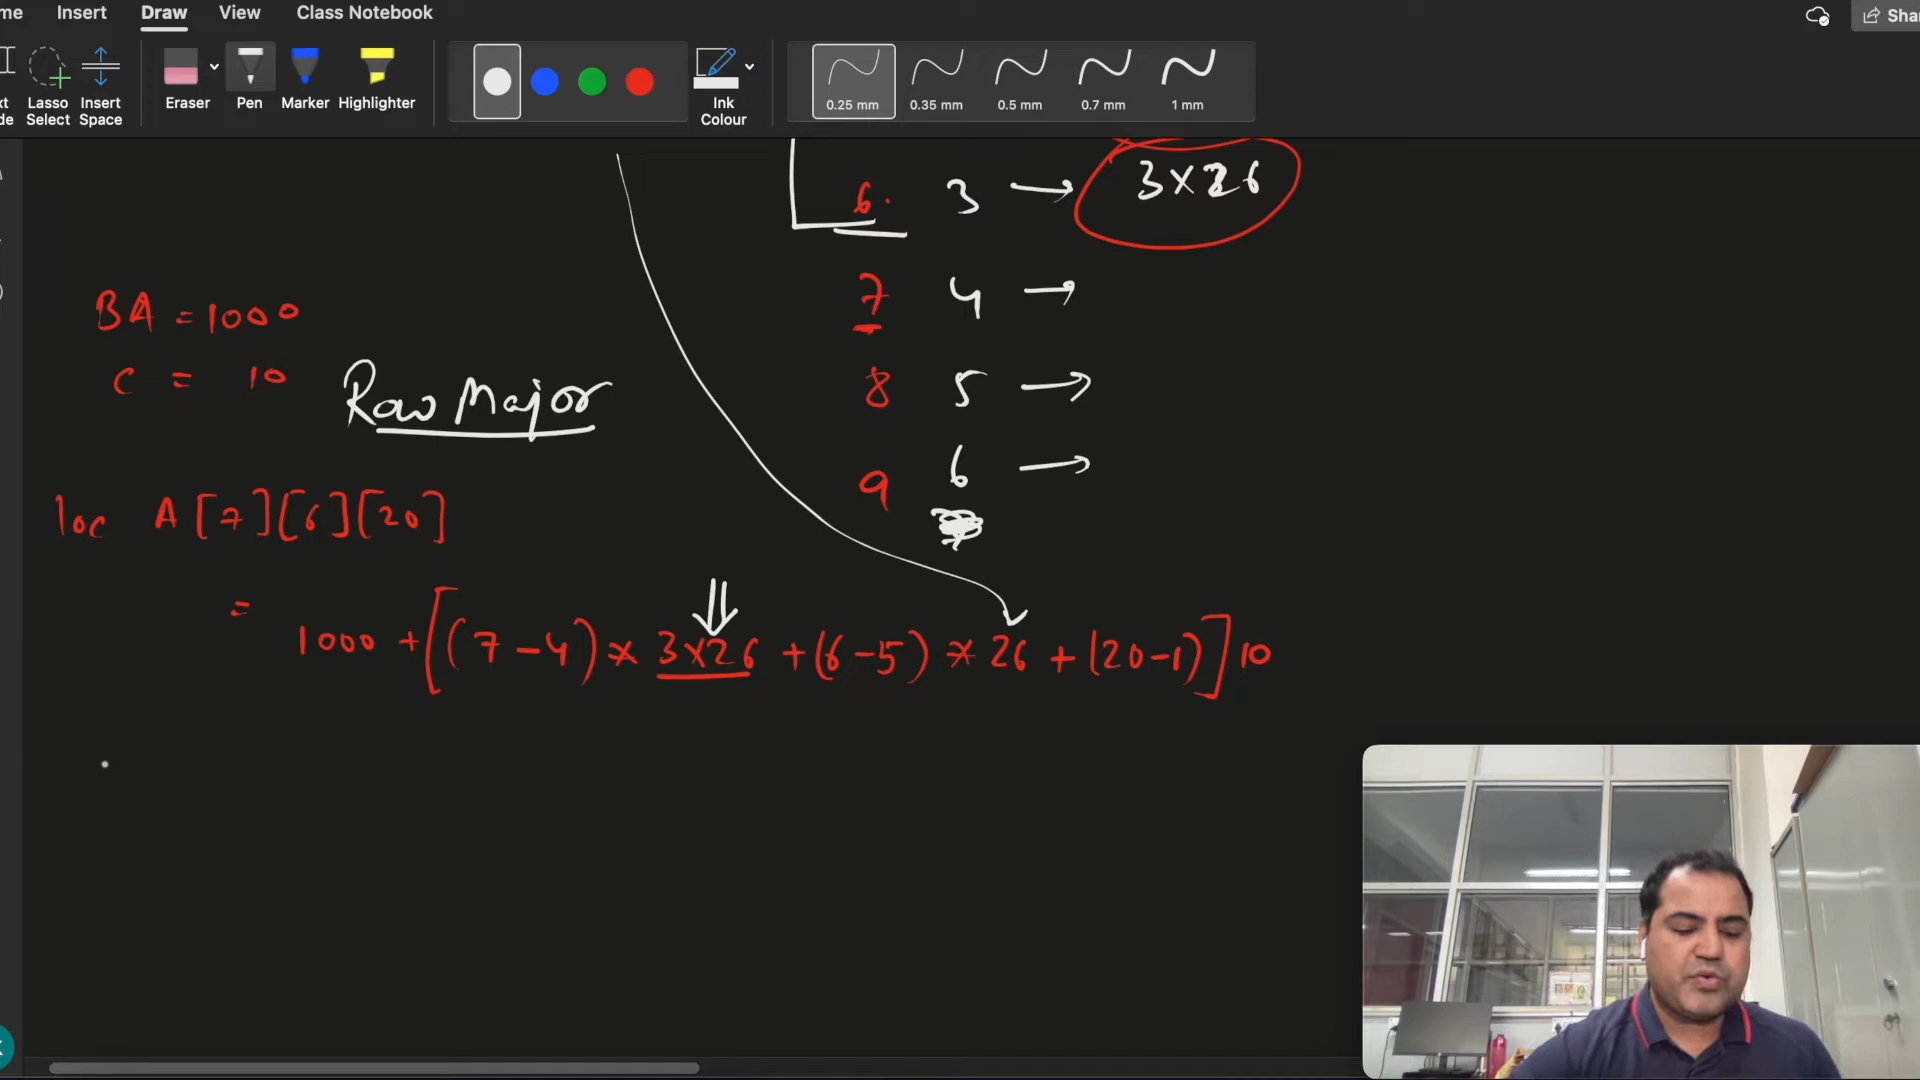 me Insert Draw View Class Notebook
Shar
Lasso Select
Insert Space
Eraser
Pen
Marker
Highlighter
Ink Colour
0.25 mm
0.35 mm
0.5 mm
0.7 mm
1 mm
6. 3 → 3×26
7 4 →
8 5 →
9 6 →
BA = 1000
C = 10
Row Major
loc A[7][6][20]
= 1000 + [(7-4) * 3×26 + (6-5) * 26 + (20-1)] 10